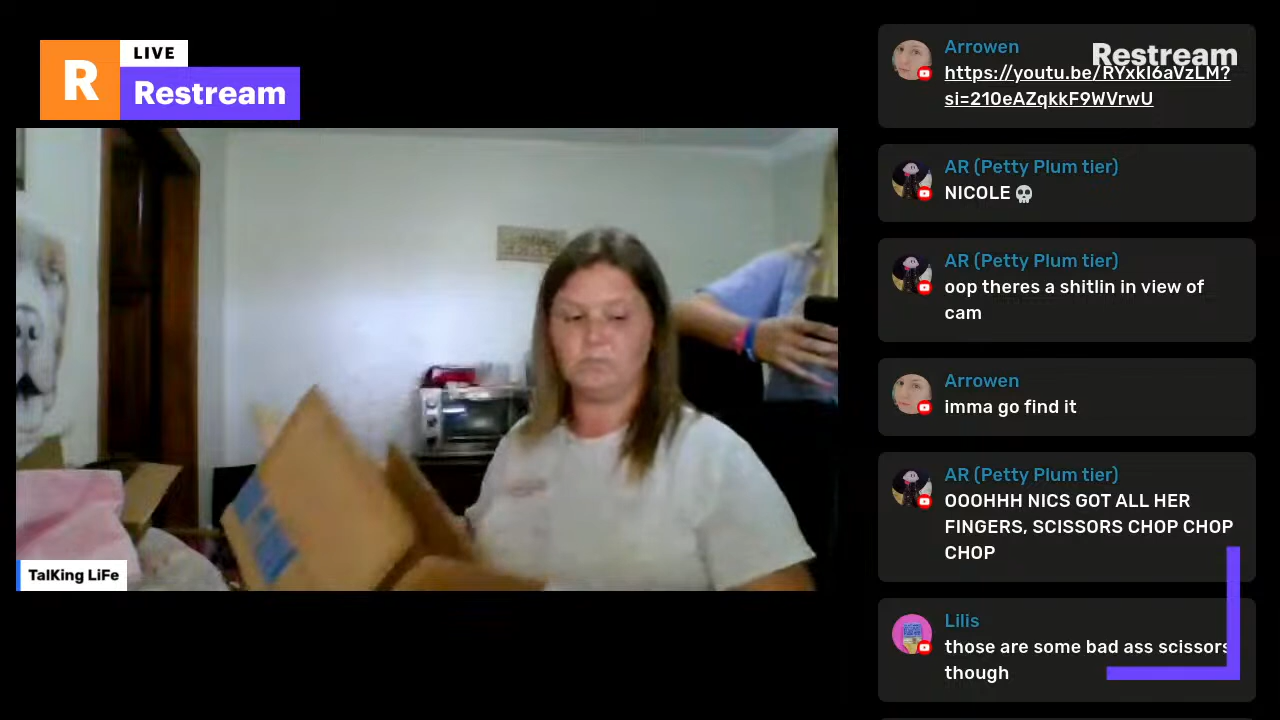 R
LIVE
Restream
TalKing LiFe
Restream
Arrowen
https://youtu.be/RYxkI6aVzLM?
si=210eAZqkkF9WVrwU
AR (Petty Plum tier)
NICOLE 💀
AR (Petty Plum tier)
oop theres a shitlin in view of
cam
Arrowen
imma go find it
AR (Petty Plum tier)
OOOHHH NICS GOT ALL HER
FINGERS, SCISSORS CHOP CHOP
CHOP
Lilis
those are some bad ass scissors
though